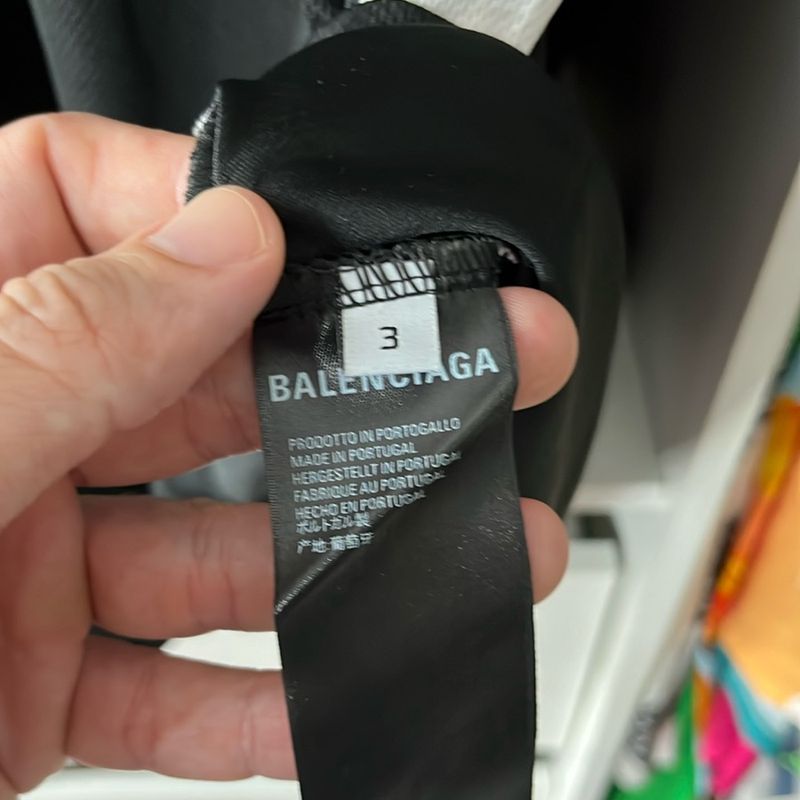 3
BALENCIAGA
PRODOTTO IN PORTOGALLO
MADE IN PORTUGAL
HERGESTELLT IN PORTUGAL
FABRIQUE AU PORTUGAL
HECHO EN PORTUGAL
ポルトガル製
产地:葡萄牙